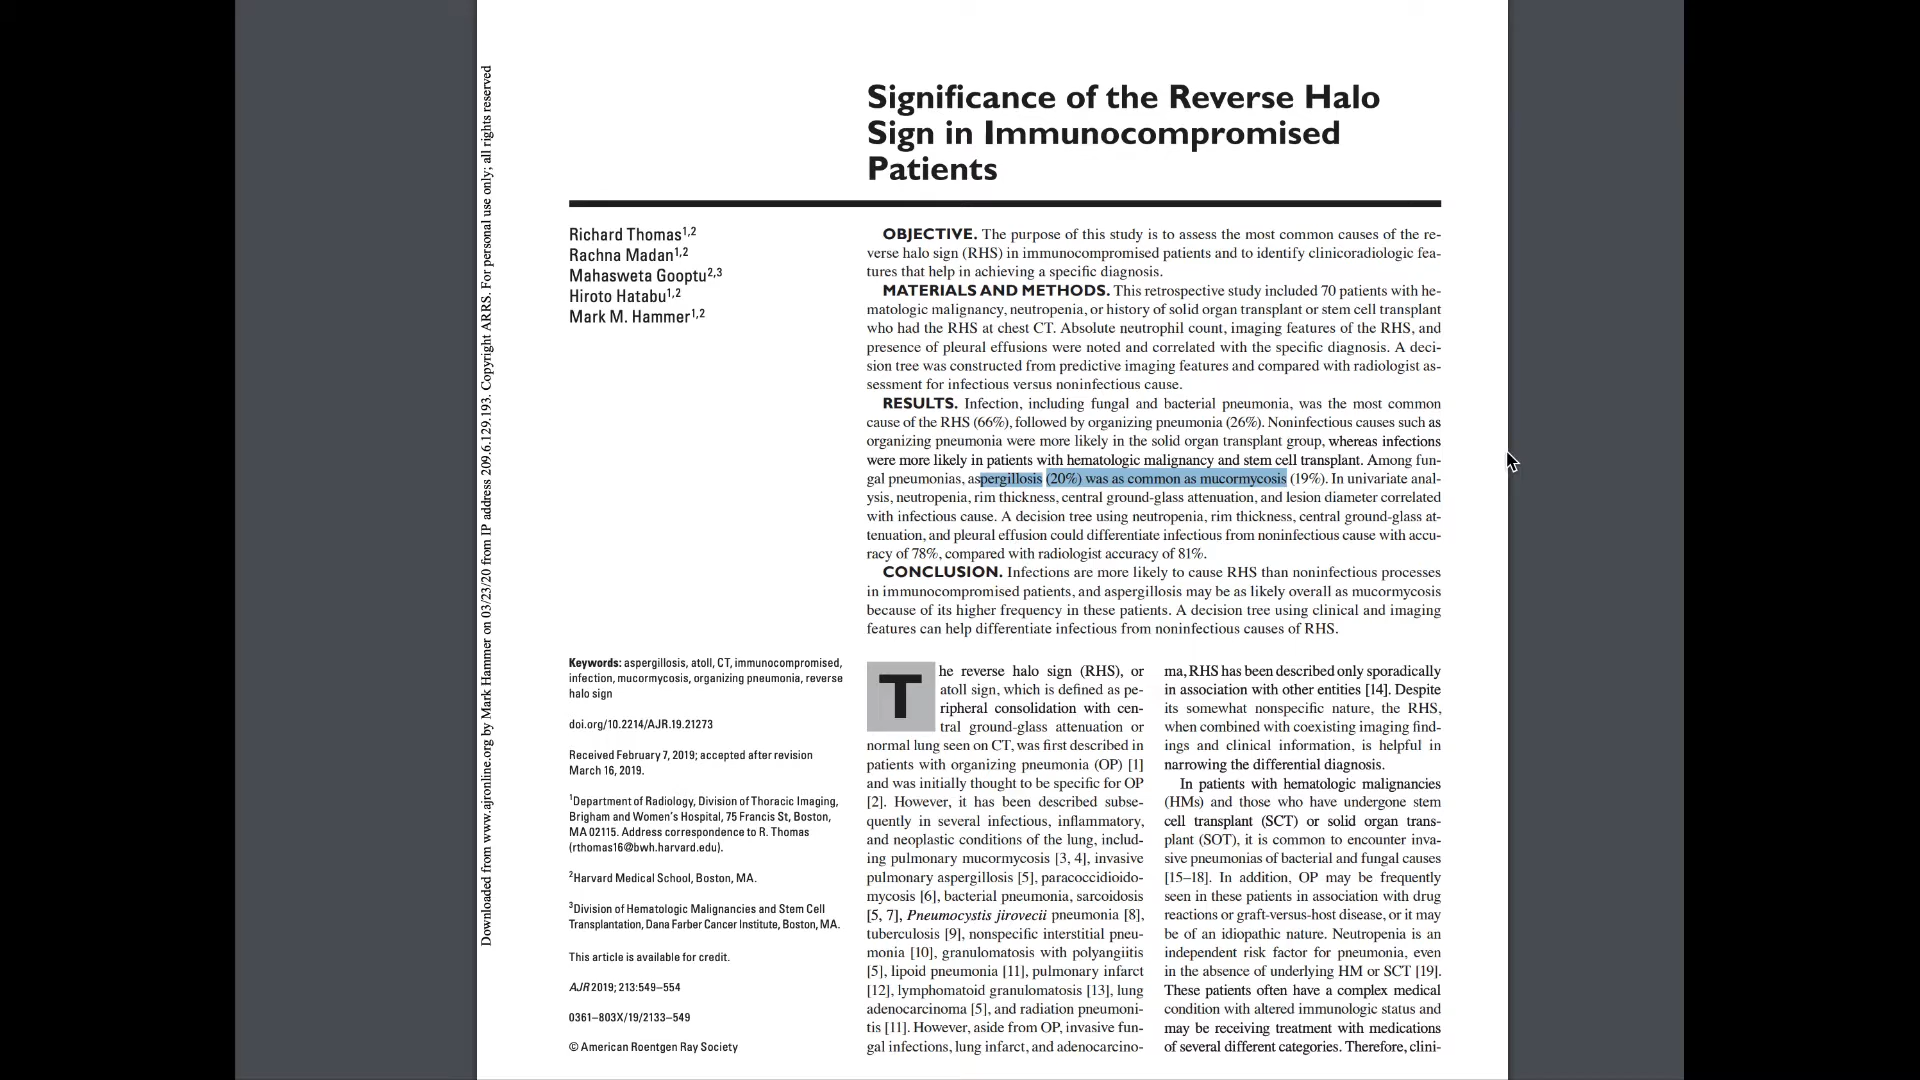 Downloaded from www.ajronline.org by Mark Hammer on 03/23/20 from IP address 209.6.129.193. Copyright ARRS. For personal use only; all rights reserved
Significance of the Reverse Halo
Sign in Immunocompromised
Patients
Richard Thomas1,2
Rachna Madan1,2
Mahasweta Gooptu2,3
Hiroto Hatabu1,2
Mark M. Hammer1,2
OBJECTIVE. The purpose of this study is to assess the most common causes of the re-
verse halo sign (RHS) in immunocompromised patients and to identify clinicoradiologic fea-
tures that help in achieving a specific diagnosis.
MATERIALS AND METHODS. This retrospective study included 70 patients with he-
matologic malignancy, neutropenia, or history of solid organ transplant or stem cell transplant
who had the RHS at chest CT. Absolute neutrophil count, imaging features of the RHS, and
presence of pleural effusions were noted and correlated with the specific diagnosis. A deci-
sion tree was constructed from predictive imaging features and compared with radiologist as-
sessment for infectious versus noninfectious cause.
RESULTS. Infection, including fungal and bacterial pneumonia, was the most common
cause of the RHS (66%), followed by organizing pneumonia (26%). Noninfectious causes such as
organizing pneumonia were more likely in the solid organ transplant group, whereas infections
were more likely in patients with hematologic malignancy and stem cell transplant. Among fun-
gal pneumonias, aspergillosis (20%) was as common as mucormycosis (19%). In univariate anal-
ysis, neutropenia, rim thickness, central ground-glass attenuation, and lesion diameter correlated
with infectious cause. A decision tree using neutropenia, rim thickness, central ground-glass at-
tenuation, and pleural effusion could differentiate infectious from noninfectious cause with accu-
racy of 78%, compared with radiologist accuracy of 81%.
CONCLUSION. Infections are more likely to cause RHS than noninfectious processes
in immunocompromised patients, and aspergillosis may be as likely overall as mucormycosis
because of its higher frequency in these patients. A decision tree using clinical and imaging
features can help differentiate infectious from noninfectious causes of RHS.
Keywords: aspergillosis, atoll, CT, immunocompromised,
infection, mucormycosis, organizing pneumonia, reverse
halo sign
doi.org/10.2214/AJR.19.21273
Received February 7, 2019; accepted after revision
March 16, 2019.
1Department of Radiology, Division of Thoracic Imaging,
Brigham and Women's Hospital, 75 Francis St, Boston,
MA 02115. Address correspondence to R. Thomas
(rthomas16@bwh.harvard.edu).
2Harvard Medical School, Boston, MA.
3Division of Hematologic Malignancies and Stem Cell
Transplantation, Dana Farber Cancer Institute, Boston, MA.
This article is available for credit.
AJR 2019; 213:549–554
0361–803X/19/2133–549
© American Roentgen Ray Society
The reverse halo sign (RHS), or
atoll sign, which is defined as pe-
ripheral consolidation with cen-
tral ground-glass attenuation or
normal lung seen on CT, was first described in
patients with organizing pneumonia (OP) [1]
and was initially thought to be specific for OP
[2]. However, it has been described subse-
quently in several infectious, inflammatory,
and neoplastic conditions of the lung, includ-
ing pulmonary mucormycosis [3, 4], invasive
pulmonary aspergillosis [5], paracoccidioido-
mycosis [6], bacterial pneumonia, sarcoidosis
[5, 7], Pneumocystis jirovecii pneumonia [8],
tuberculosis [9], nonspecific interstitial pneu-
monia [10], granulomatosis with polyangiitis
[5], lipoid pneumonia [11], pulmonary infarct
[12], lymphomatoid granulomatosis [13], lung
adenocarcinoma [5], and radiation pneumoni-
tis [11]. However, aside from OP, invasive fun-
gal infections, lung infarct, and adenocarcino-
ma, RHS has been described only sporadically
in association with other entities [14]. Despite
its somewhat nonspecific nature, the RHS,
when combined with coexisting imaging find-
ings and clinical information, is helpful in
narrowing the differential diagnosis.
In patients with hematologic malignancies
(HMs) and those who have undergone stem
cell transplant (SCT) or solid organ trans-
plant (SOT), it is common to encounter inva-
sive pneumonias of bacterial and fungal causes
[15–18]. In addition, OP may be frequently
seen in these patients in association with drug
reactions or graft-versus-host disease, or it may
be of an idiopathic nature. Neutropenia is an
independent risk factor for pneumonia, even
in the absence of underlying HM or SCT [19].
These patients often have a complex medical
condition with altered immunologic status and
may be receiving treatment with medications
of several different categories. Therefore, clini-